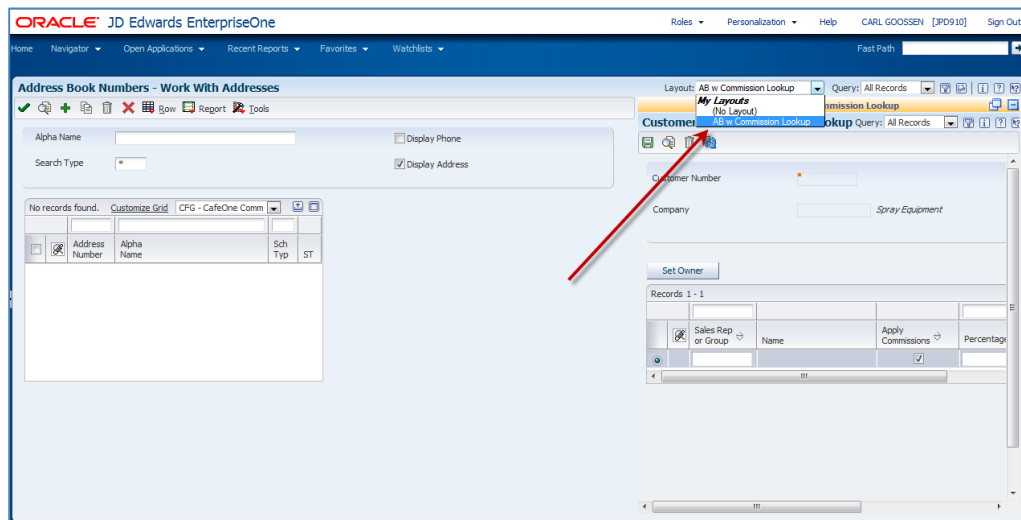 ORACLE JD Edwards EnterpriseOne
Roles Personalization Help CARL GOOSSEN [JPD910] Sign Out
Home Navigator Open Applications Recent Reports Favorites Watchlists Fast Path
Address Book Numbers - Work With Addresses
Layout: AB w Commission Lookup Query: All Records
Row Report Tools
My Layouts
(No Layout)
AB w Commission Lookup
mmission Lookup
Customer
okup Query: All Records
Alpha Name
Display Phone
Search Type *
Display Address
No records found. Customize Grid CFG - CafeOne Comm
Address Number
Alpha Name
Sch Typ
ST
Customer Number
Company Spray Equipment
Set Owner
Records 1 - 1
Sales Rep or Group
Name
Apply Commissions
Percentage